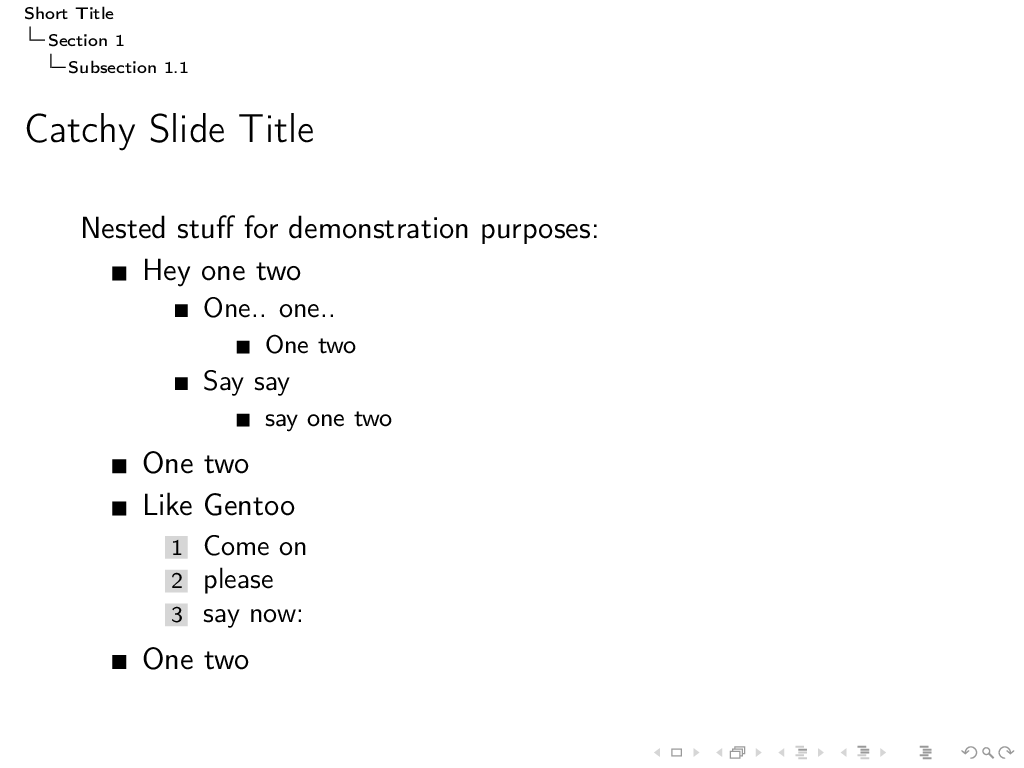 Short Title
Section 1
Subsection 1.1
Catchy Slide Title
Nested stuff for demonstration purposes:
Hey one two
One.. one..
One two
Say say
say one two
One two
Like Gentoo
1 Come on
2 please
3 say now:
One two